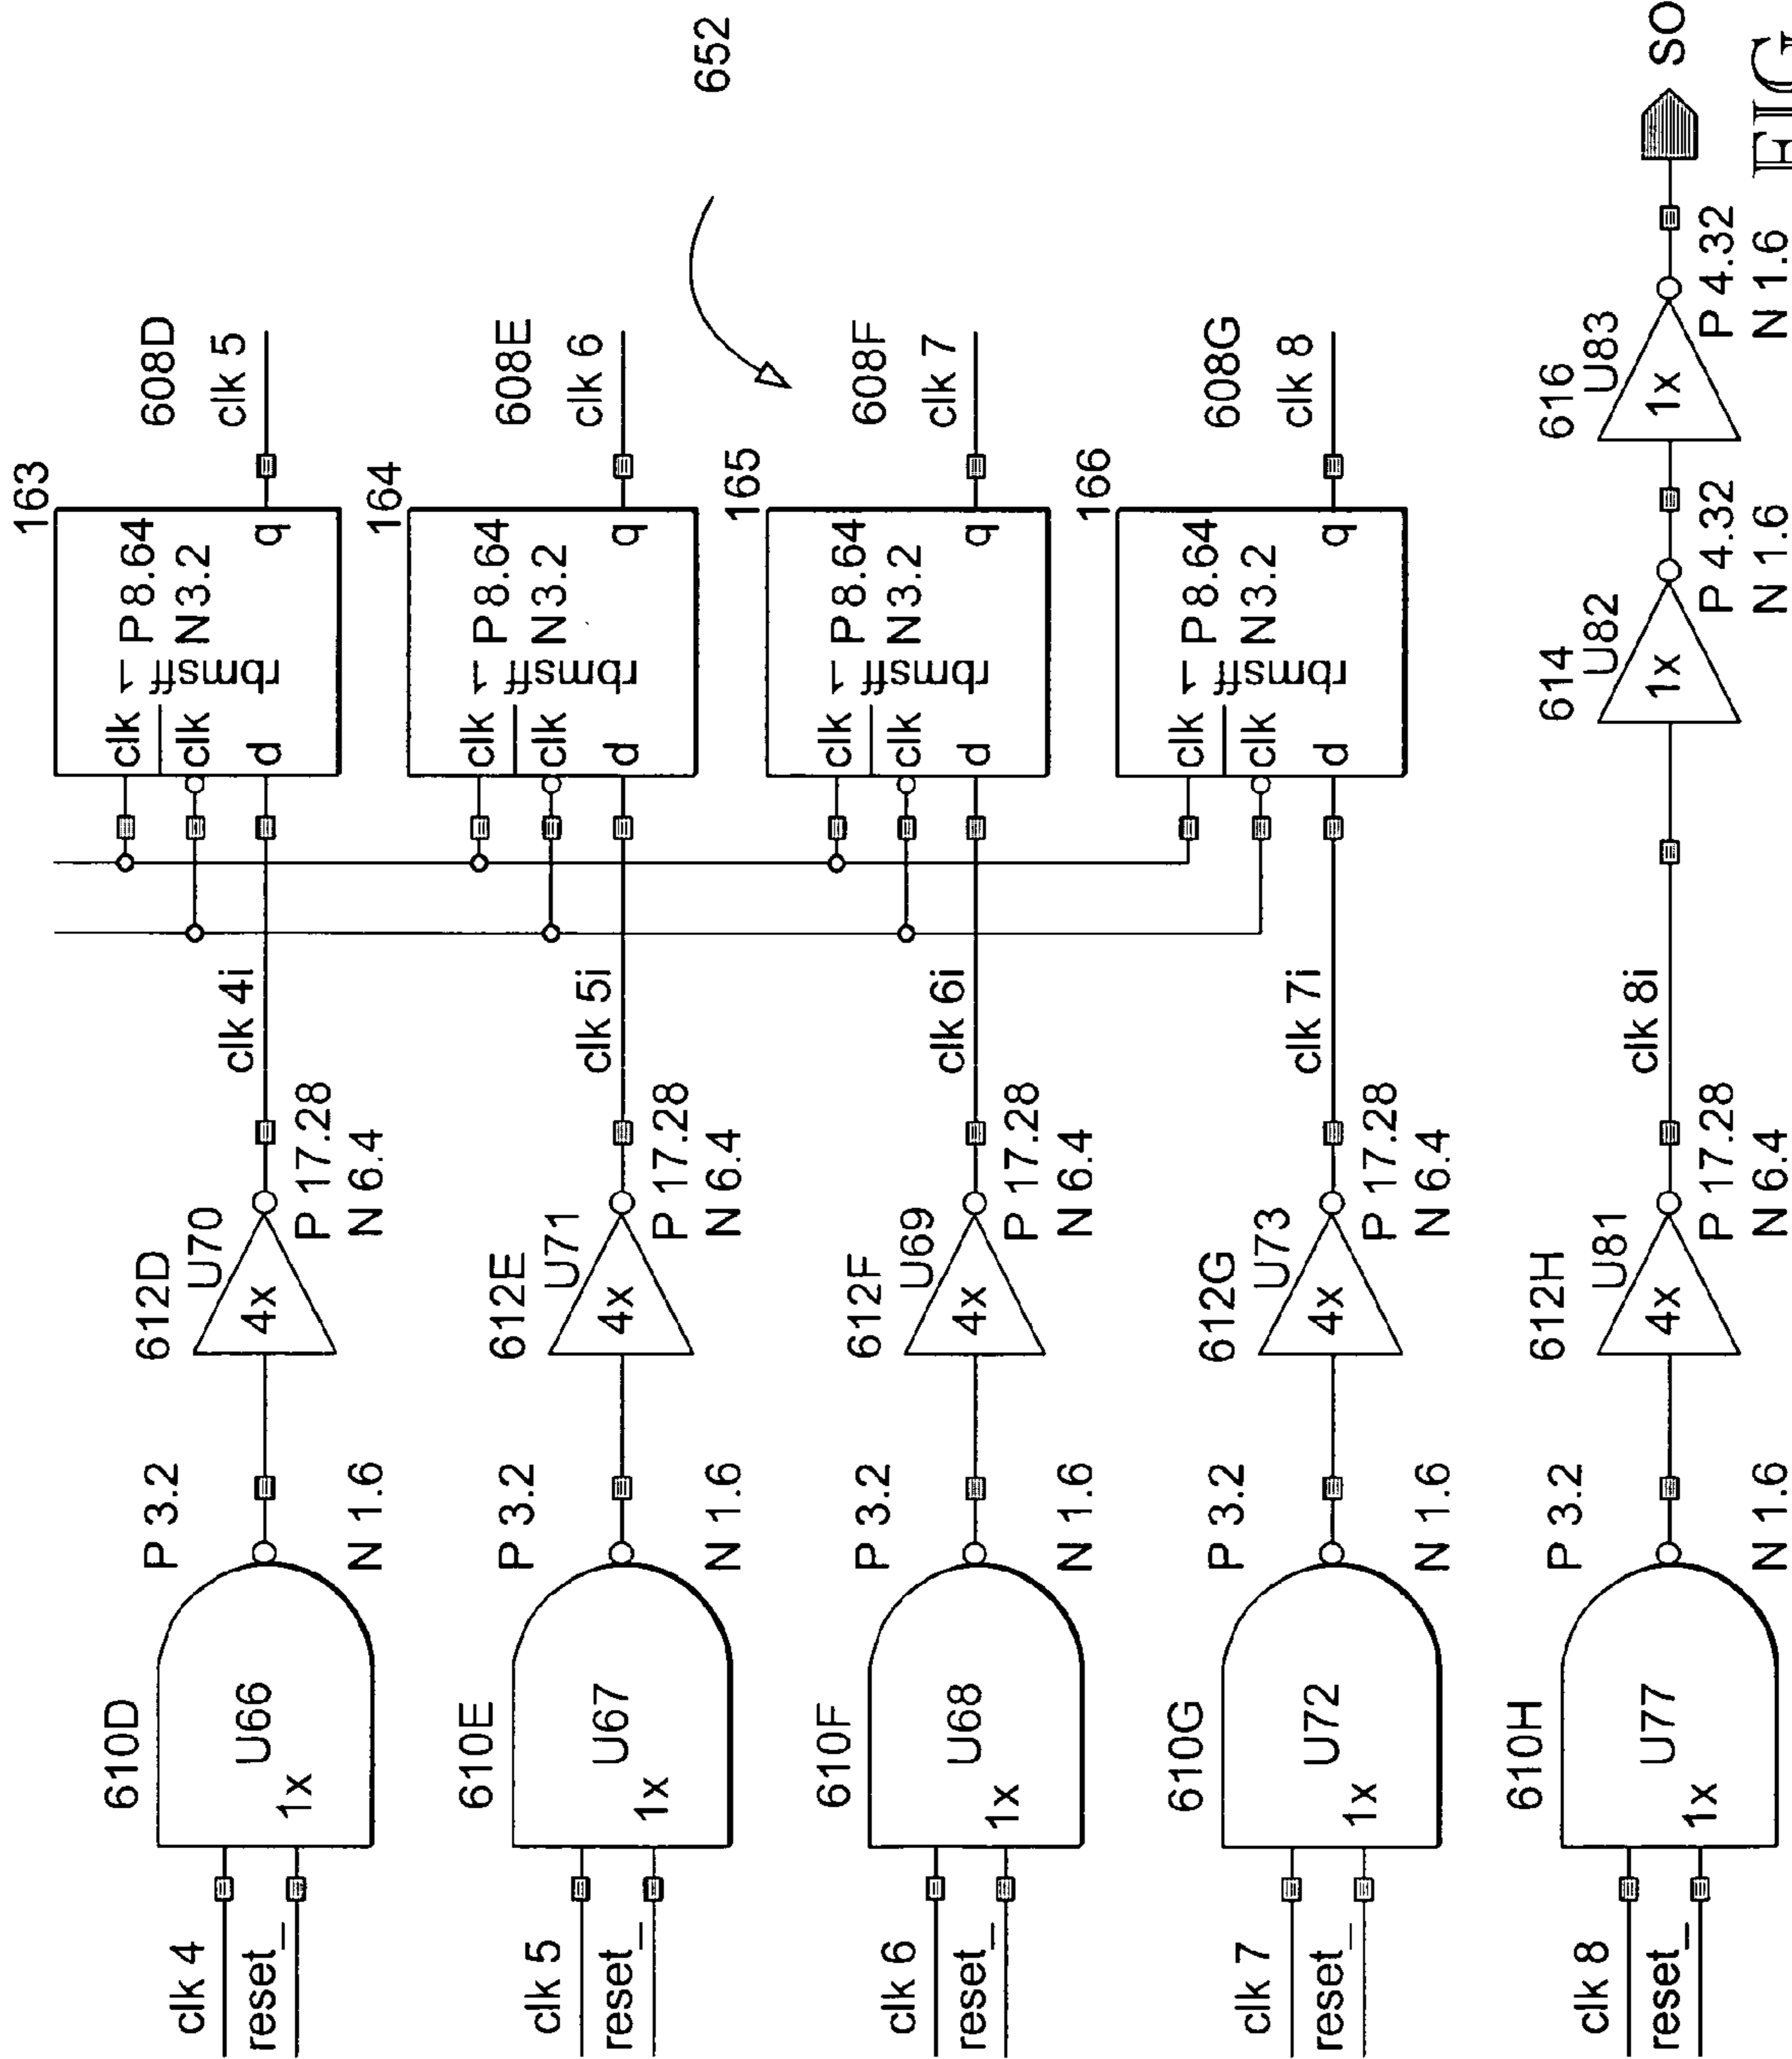 clk 4
reset_
610D
U66
1x
P 3.2
N 1.6
612D
U70
4x
P 17.28
N 6.4
clk 4i
163
clk
clk
d
P 8.64
N 3.2
rbmsff 1
q
608D
clk 5
clk 5
reset_
610E
U67
1x
P 3.2
N 1.6
612E
U71
4x
P 17.28
N 6.4
clk 5i
164
clk
clk
d
P 8.64
N 3.2
rbmsff 1
q
608E
clk 6
652
clk 6
reset_
610F
U68
1x
P 3.2
N 1.6
612F
U69
4x
P 17.28
N 6.4
clk 6i
165
clk
clk
d
P 8.64
N 3.2
rbmsff 1
q
608F
clk 7
clk 7
reset_
610G
U72
1x
P 3.2
N 1.6
612G
U73
4x
P 17.28
N 6.4
clk 7i
166
clk
clk
d
P 8.64
N 3.2
rbmsff 1
q
608G
clk 8
clk 8
reset_
610H
U77
1x
P 3.2
N 1.6
612H
U81
4x
P 17.28
N 6.4
clk 8i
614
U82
1x
P 4.32
N 1.6
616
U83
1x
P 4.32
N 1.6
SO